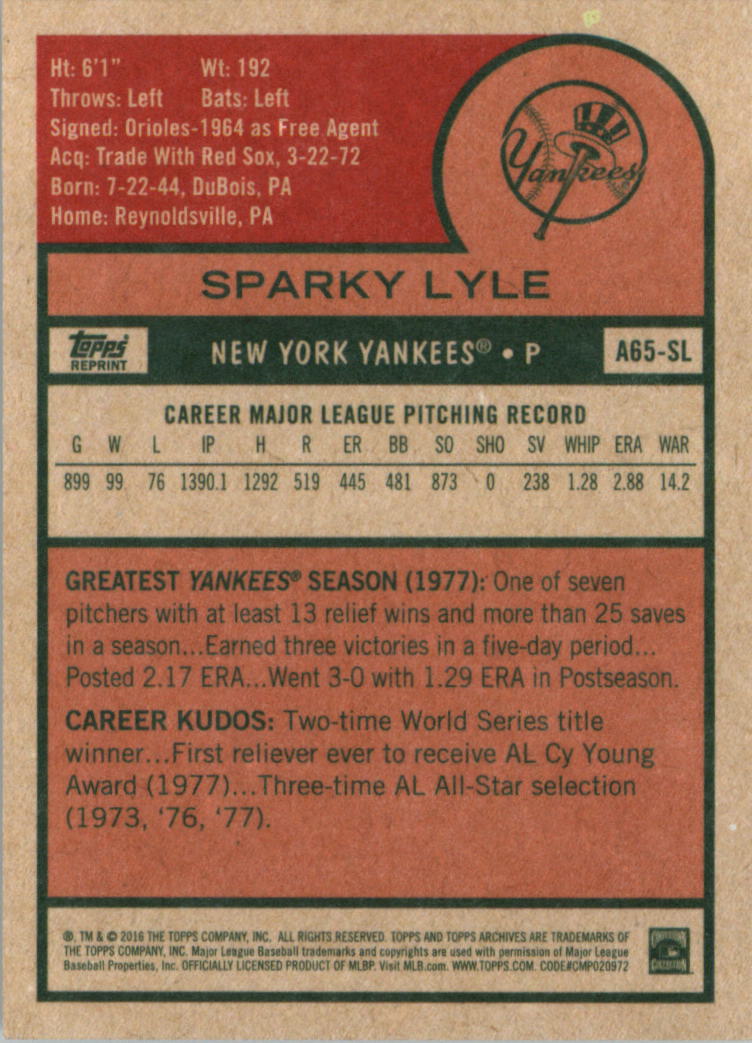 Ht: 6'1" Wt: 192
Throws: Left Bats: Left
Signed: Orioles-1964 as Free Agent
Acq: Trade With Red Sox, 3-22-72
Born: 7-22-44, DuBois, PA
Home: Reynoldsville, PA
Yankees
SPARKY LYLE
topps
REPRINT
NEW YORK YANKEES® • P
A65-SL
CAREER MAJOR LEAGUE PITCHING RECORD
G W L IP H R ER BB SO SHO SV WHIP ERA WAR
899 99 76 1390.1 1292 519 445 481 873 0 238 1.28 2.88 14.2
GREATEST YANKEES® SEASON (1977): One of seven
pitchers with at least 13 relief wins and more than 25 saves
in a season...Earned three victories in a five-day period...
Posted 2.17 ERA...Went 3-0 with 1.29 ERA in Postseason.
CAREER KUDOS: Two-time World Series title
winner...First reliever ever to receive AL Cy Young
Award (1977)...Three-time AL All-Star selection
(1973, '76, '77).
®, TM & © 2016 THE TOPPS COMPANY, INC. ALL RIGHTS RESERVED. TOPPS AND TOPPS ARCHIVES ARE TRADEMARKS OF
THE TOPPS COMPANY, INC. Major League Baseball trademarks and copyrights are used with permission of Major League
Baseball Properties, Inc. OFFICIALLY LICENSED PRODUCT OF MLBP. Visit MLB.com. WWW.TOPPS.COM. CODE#CMP020972
COOPERSTOWN
COLLECTION